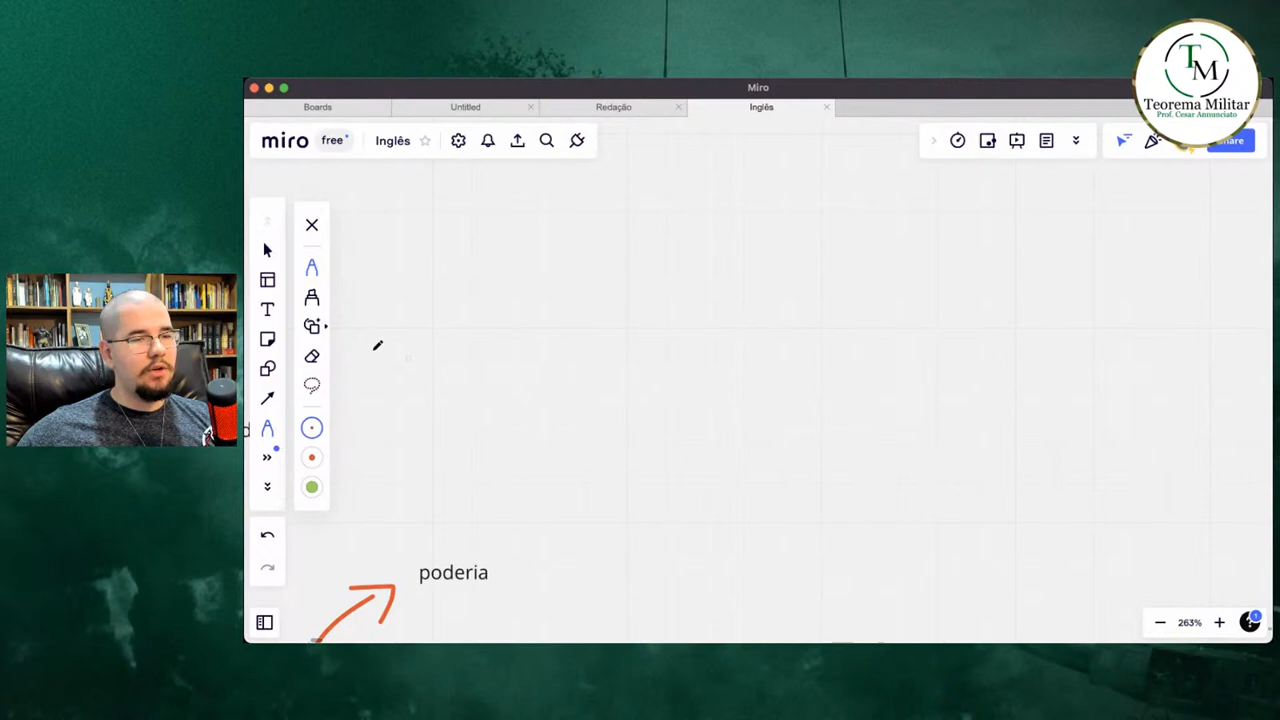 Miro
Boards
Untitled
Redação
Inglês
miro
free
Inglês
Share
TM
Teorema Militar
Prof. Cesar Annunciato
poderia
263%